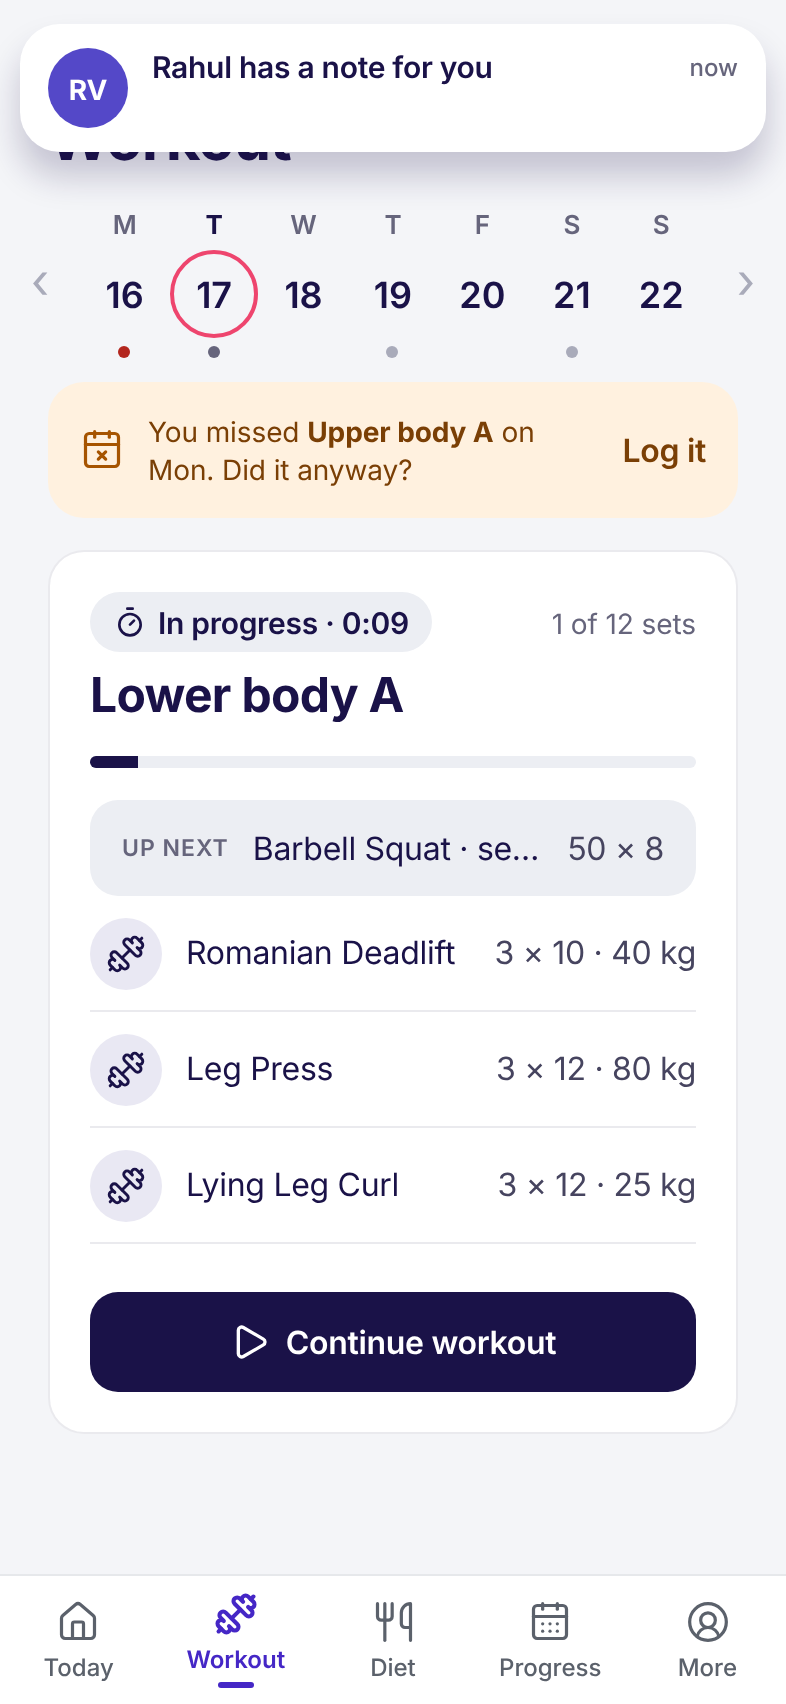 RV
Rahul has a note for you
now
Workout
M T W T F S S
16 17 18 19 20 21 22
You missed Upper body A on
Mon. Did it anyway?
Log it
In progress · 0:09
1 of 12 sets
Lower body A
UP NEXT Barbell Squat · se... 50 × 8
Romanian Deadlift 3 × 10 · 40 kg
Leg Press 3 × 12 · 80 kg
Lying Leg Curl 3 × 12 · 25 kg
Continue workout
Today Workout Diet Progress More